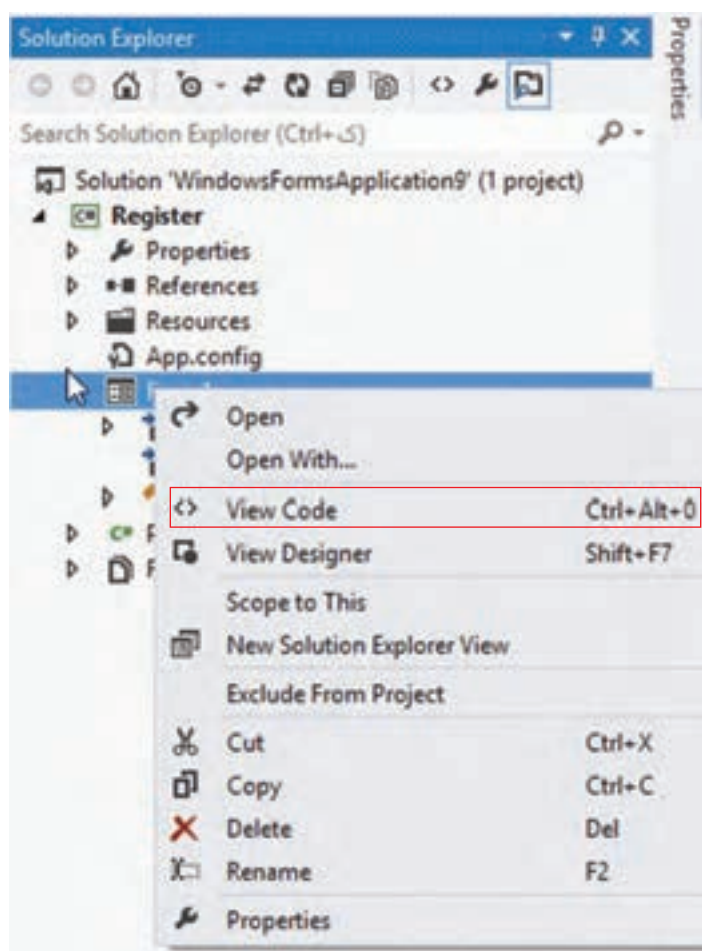 Solution Explorer
Properties
Search Solution Explorer (Ctrl+ک)
Solution 'WindowsFormsApplication9' (1 project)
C# Register
Properties
References
Resources
App.config
Open
Open With...
View Code Ctrl+Alt+0
C#
View Designer Shift+F7
Scope to This
New Solution Explorer View
Exclude From Project
Cut Ctrl+X
Copy Ctrl+C
Delete Del
Rename F2
Properties